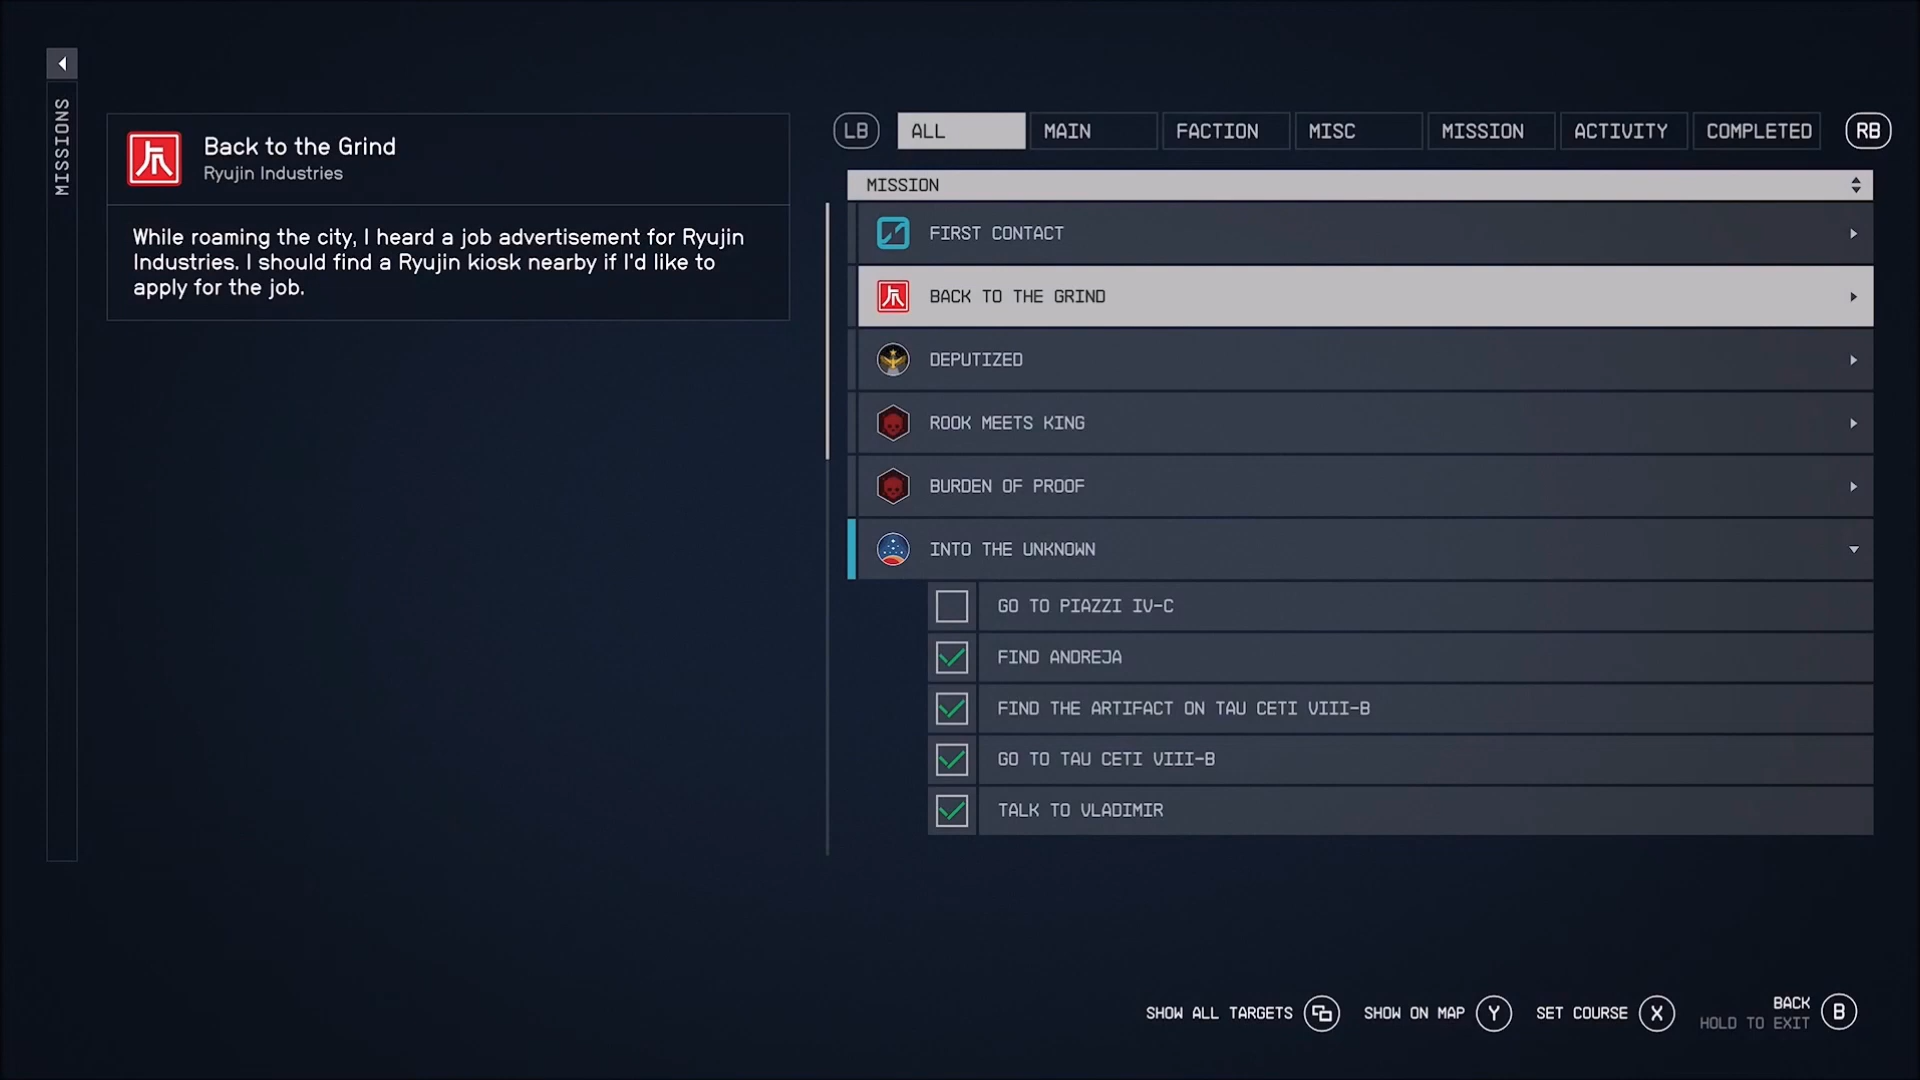 MISSIONS
Back to the Grind
Ryujin Industries
While roaming the city, I heard a job advertisement for Ryujin
Industries. I should find a Ryujin kiosk nearby if I'd like to
apply for the job.
LB ALL MAIN FACTION MISC MISSION ACTIVITY COMPLETED RB
MISSION
FIRST CONTACT
BACK TO THE GRIND
DEPUTIZED
ROOK MEETS KING
BURDEN OF PROOF
INTO THE UNKNOWN
GO TO PIAZZI IV-C
FIND ANDREJA
FIND THE ARTIFACT ON TAU CETI VIII-B
GO TO TAU CETI VIII-B
TALK TO VLADIMIR
SHOW ALL TARGETS SHOW ON MAP Y SET COURSE X BACK B
HOLD TO EXIT